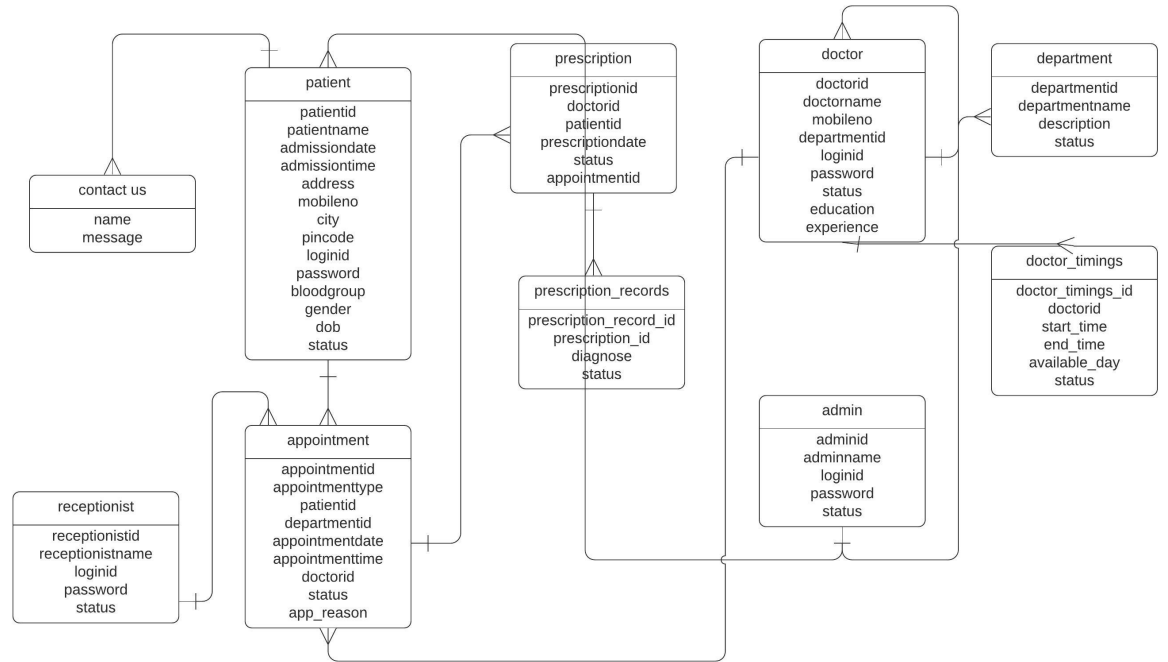 patient
patientid
patientname
admissiondate
admissiontime
address
mobileno
city
pincode
loginid
password
bloodgroup
gender
dob
status
contact us
name
message
prescription
prescriptionid
doctorid
patientid
prescriptiondate
status
appointmentid
prescription_records
prescription_record_id
prescription_id
diagnose
status
doctor
doctorid
doctorname
mobileno
departmentid
loginid
password
status
education
experience
department
departmentid
departmentname
description
status
doctor_timings
doctor_timings_id
doctorid
start_time
end_time
available_day
status
admin
adminid
adminname
loginid
password
status
appointment
appointmentid
appointmenttype
patientid
departmentid
appointmentdate
appointmenttime
doctorid
status
app_reason
receptionist
receptionistid
receptionistname
loginid
password
status